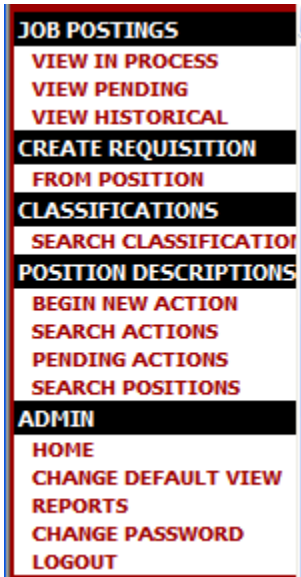 JOB POSTINGS
VIEW IN PROCESS
VIEW PENDING
VIEW HISTORICAL
CREATE REQUISITION
FROM POSITION
CLASSIFICATIONS
SEARCH CLASSIFICATION
POSITION DESCRIPTIONS
BEGIN NEW ACTION
SEARCH ACTIONS
PENDING ACTIONS
SEARCH POSITIONS
ADMIN
HOME
CHANGE DEFAULT VIEW
REPORTS
CHANGE PASSWORD
LOGOUT